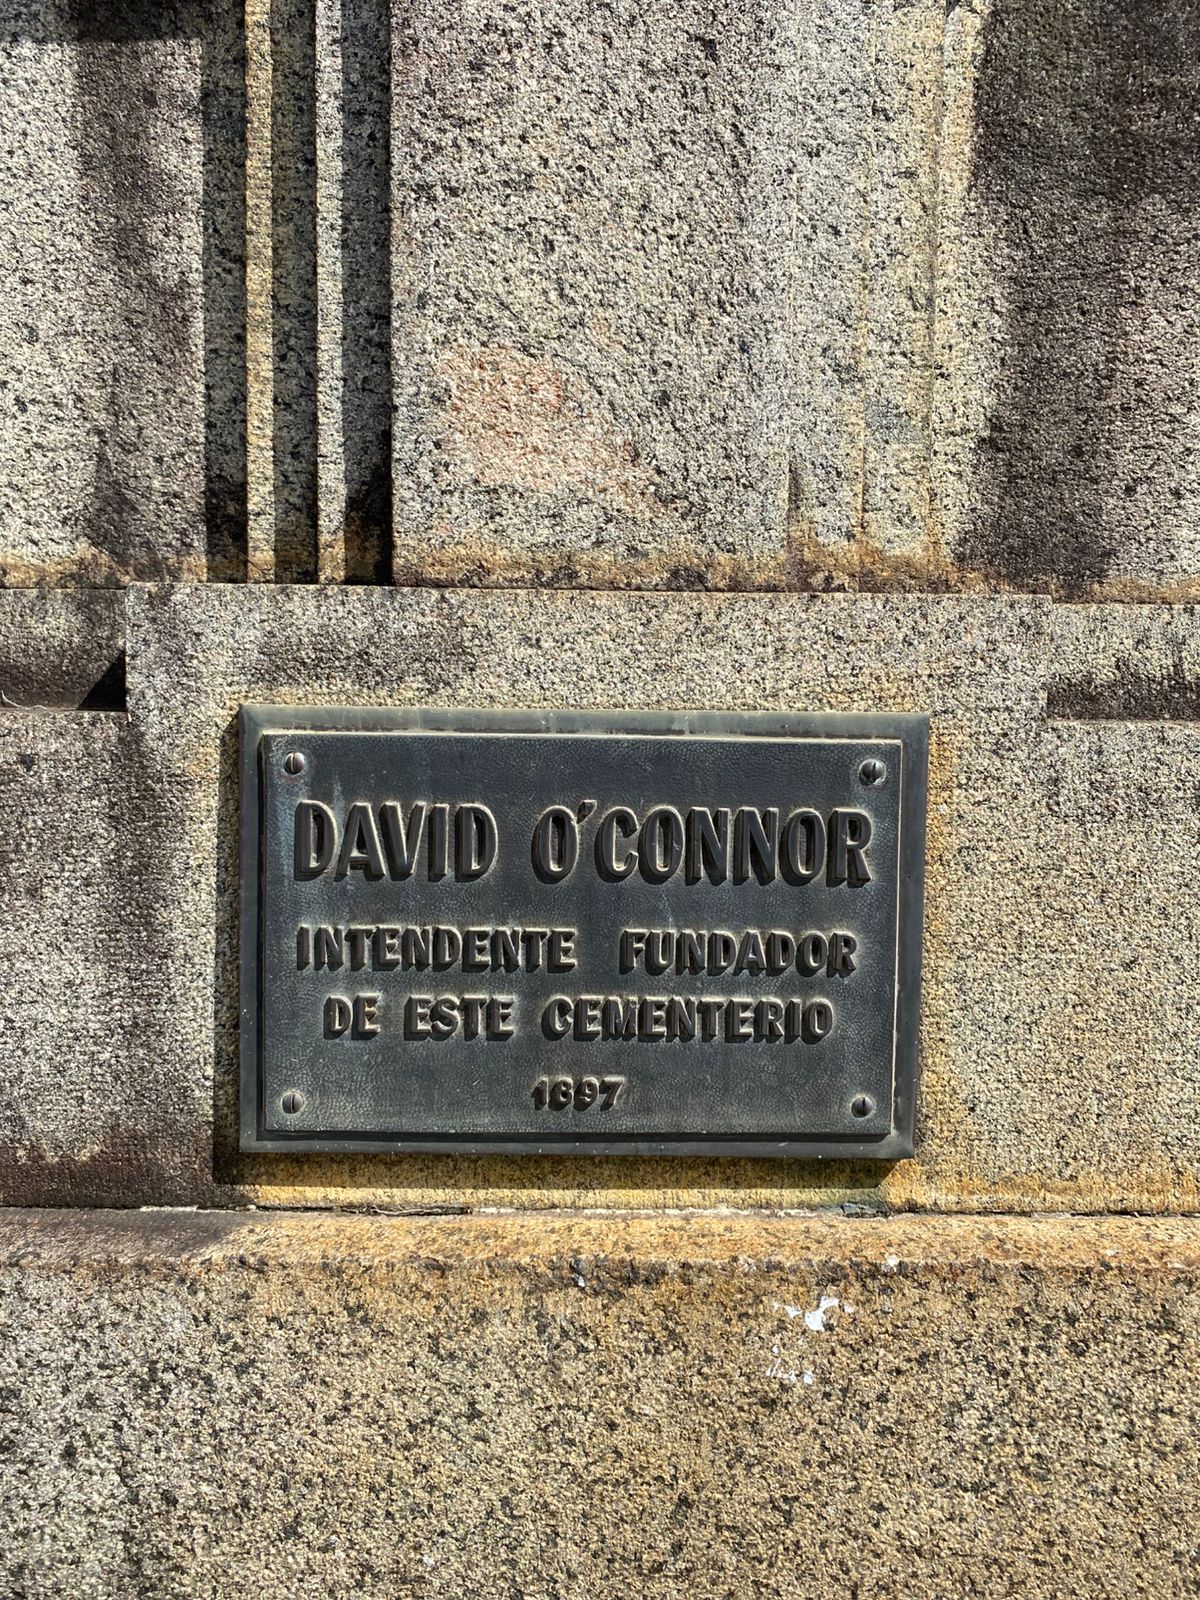 DAVID O'CONNOR
INTENDENTE FUNDADOR
DE ESTE CEMENTERIO
1897